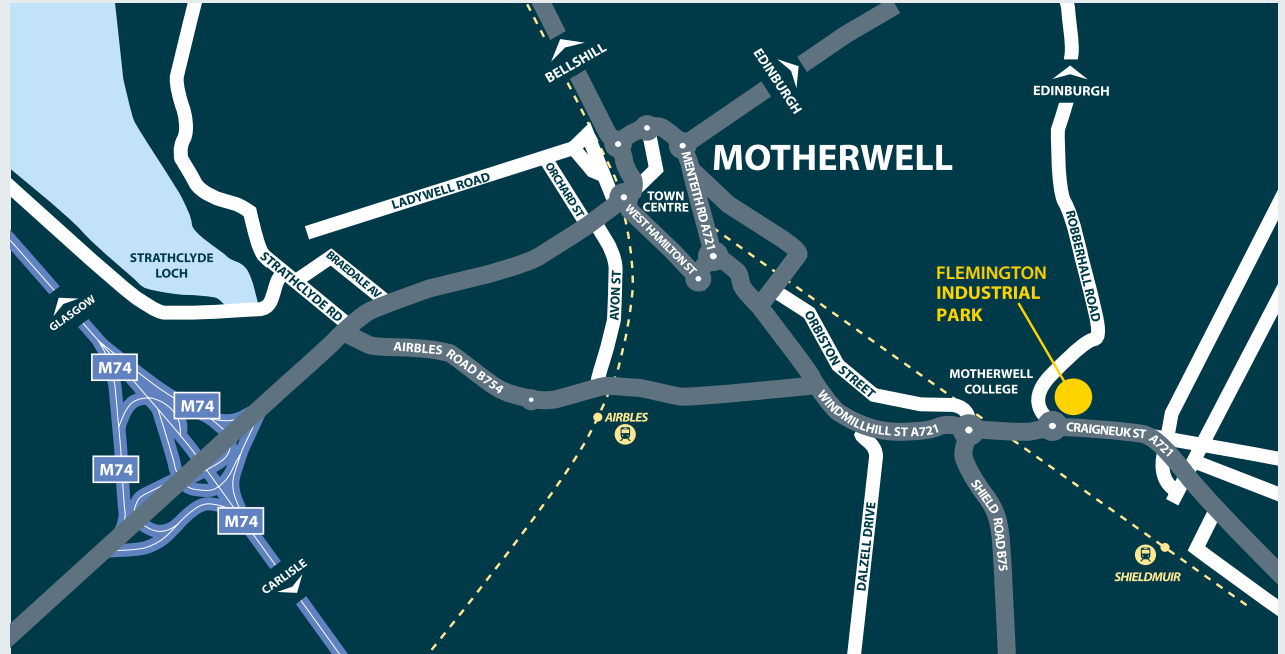 BELLSHILL
EDINBURGH
EDINBURGH
MOTHERWELL
LADYWELL ROAD
ORCHARD ST
TOWN
CENTRE
MENTEITH RD A721
WEST HAMILTON ST
STRATHCLYDE
LOCH
STRATHCLYDE RD
BRAEDALE AV
AVON ST
ROBBERHALL ROAD
FLEMINGTON
INDUSTRIAL
PARK
GLASGOW
ORBISTON STREET
AIRBLES ROAD B754
M74
M74
MOTHERWELL
COLLEGE
WINDMILLHILL ST A721
CRAIGNEUK ST A721
AIRBLES
M74
M74
SHIELD ROAD B75
DALZELL DRIVE
CARLISLE
SHIELDMUIR